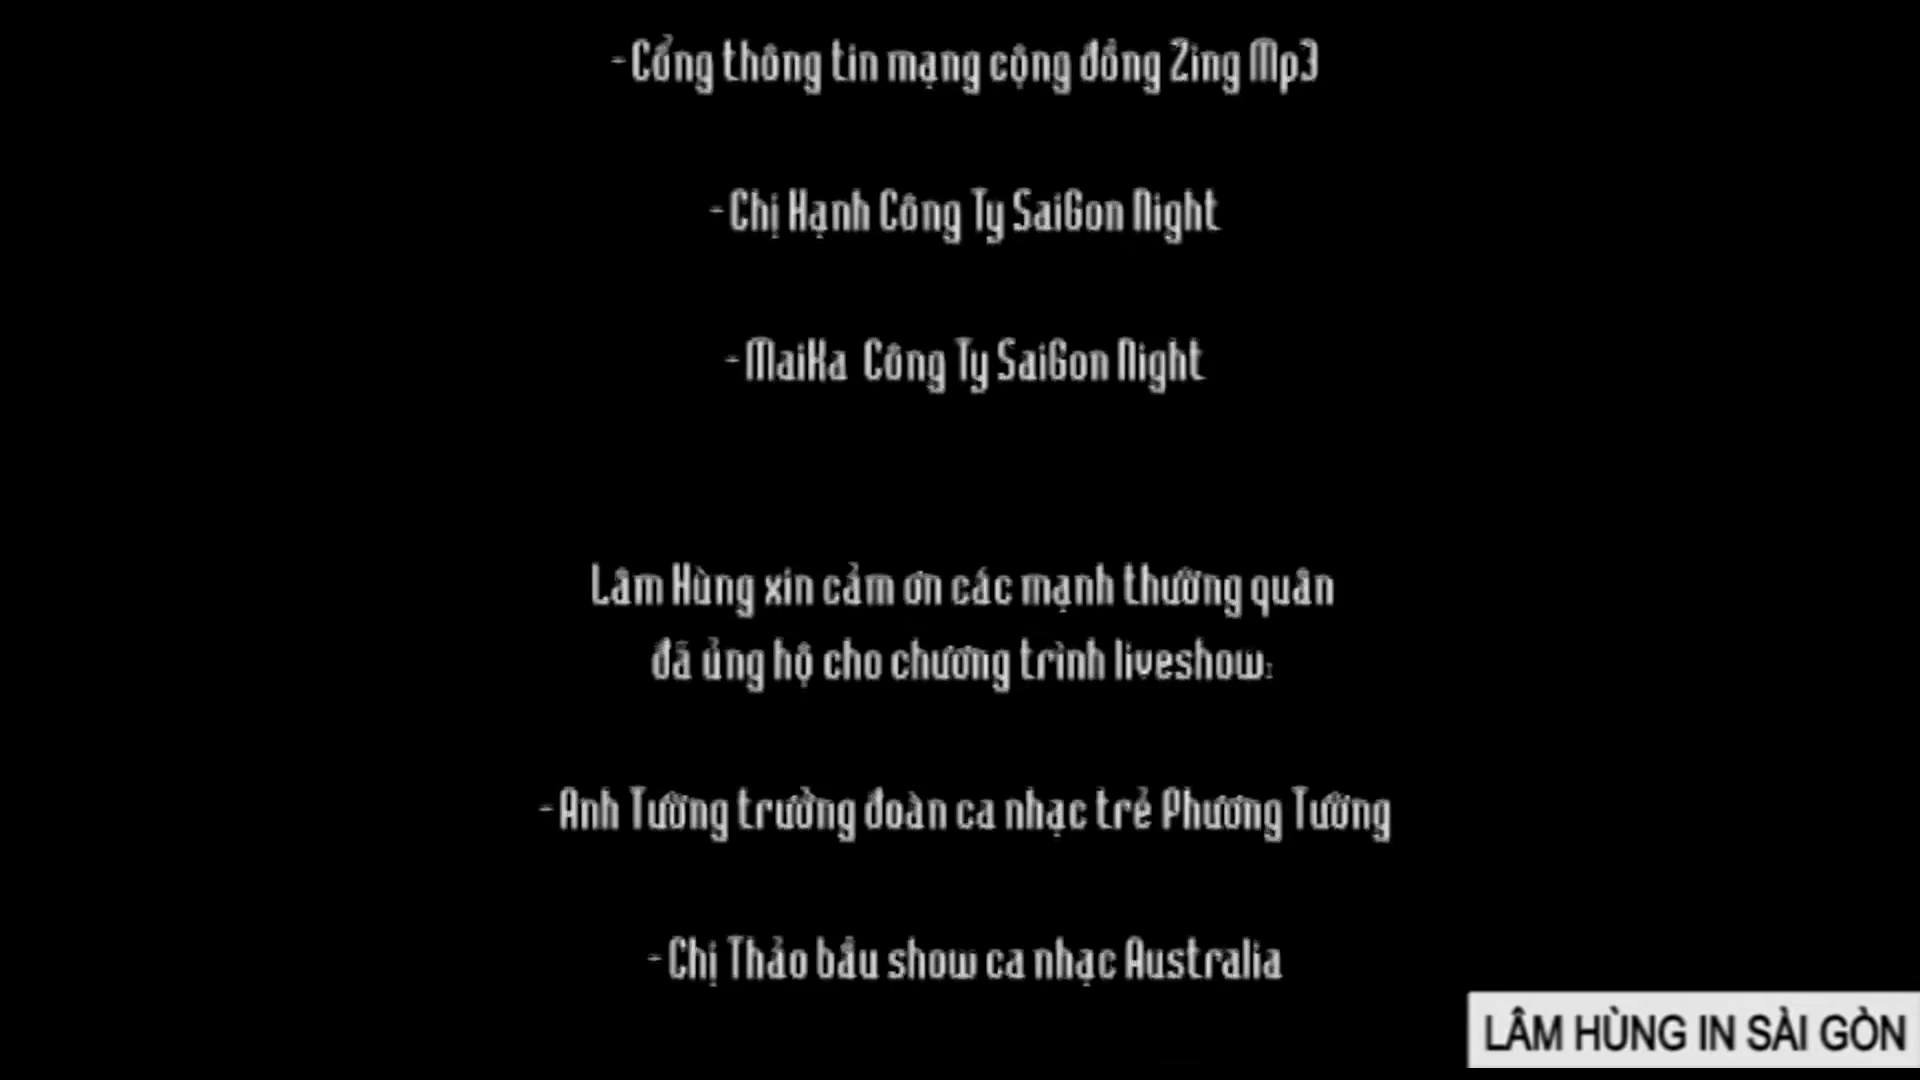 -Cổng thông tin mạng cộng đồng Zing Mp3
-Chị Hạnh Công Ty SaiGon Night
-MaiKa Công Ty SaiGon Night
Lâm Hùng xin cảm ơn các mạnh thường quân
đã ủng hộ cho chương trình liveshow:
-Anh Tường trưởng đoàn ca nhạc trẻ Phương Tường
-Chị Thảo bầu show ca nhạc Australia
LÂM HÙNG IN SÀI GÒN